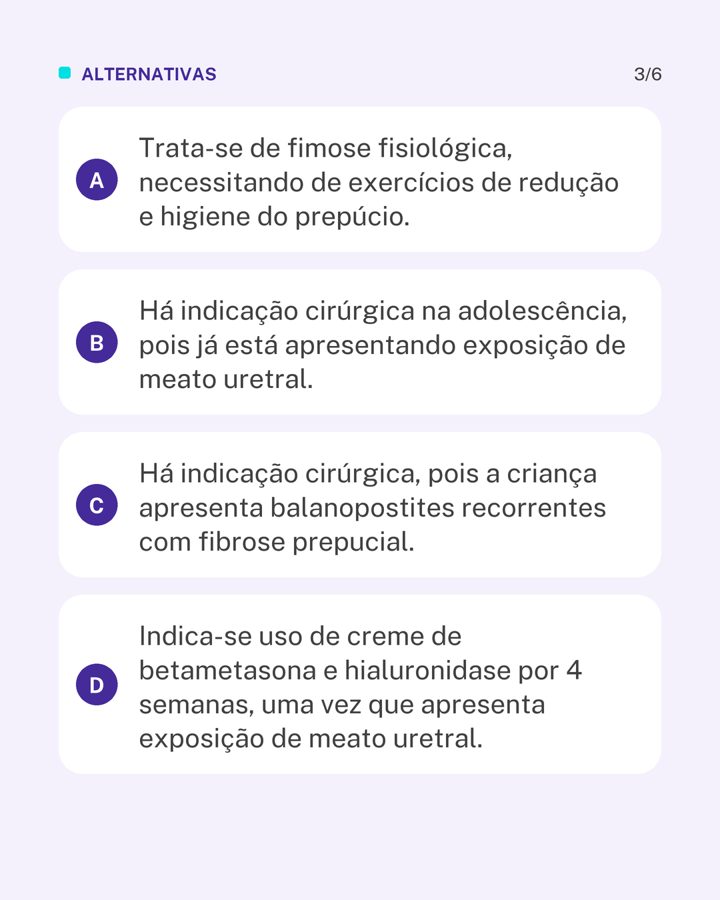 ALTERNATIVAS
3/6
A
Trata-se de fimose fisiológica,
necessitando de exercícios de redução
e higiene do prepúcio.
B
Há indicação cirúrgica na adolescência,
pois já está apresentando exposição de
meato uretral.
C
Há indicação cirúrgica, pois a criança
apresenta balanopostites recorrentes
com fibrose prepucial.
D
Indica-se uso de creme de
betametasona e hialuronidase por 4
semanas, uma vez que apresenta
exposição de meato uretral.